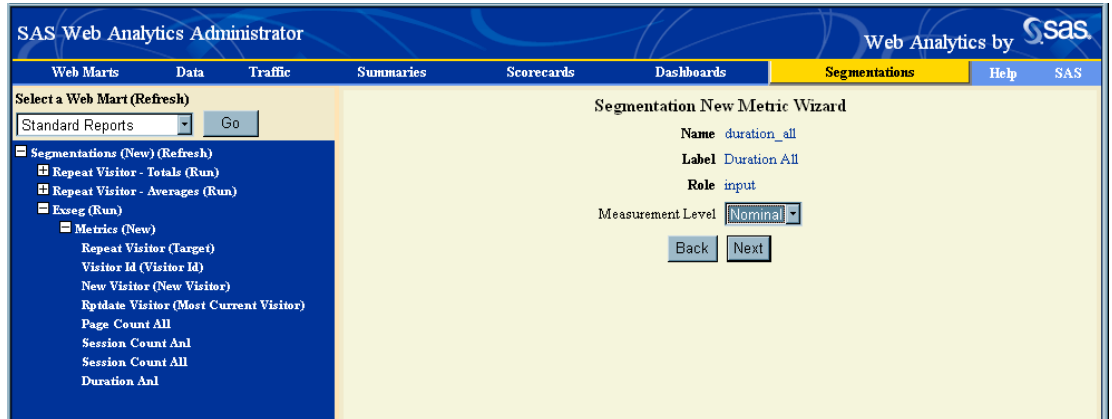 SAS Web Analytics Administrator
Web Analytics by sas.
Web Marts Data Traffic Summaries Scorecards Dashboards Segmentations Help SAS
Select a Web Mart (Refresh)
Standard Reports Go
Segmentations (New) (Refresh)
Repeat Visitor - Totals (Run)
Repeat Visitor - Averages (Run)
Exseg (Run)
Metrics (New)
Repeat Visitor (Target)
Visitor Id (Visitor Id)
New Visitor (New Visitor)
Rptdate Visitor (Most Current Visitor)
Page Count All
Session Count Anl
Session Count All
Duration Anl
Segmentation New Metric Wizard
Name duration_all
Label Duration All
Role input
Measurement Level Nominal
Back Next